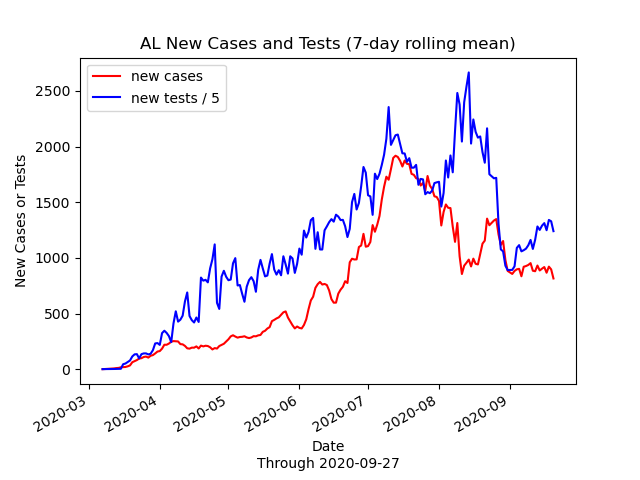 AL New Cases and Tests (7-day rolling mean)
new cases
new tests / 5
2500
2000
1500
1000
500
0
New Cases or Tests
2020-03
2020-04
2020-05
2020-06
2020-07
2020-08
2020-09
Date
Through 2020-09-27